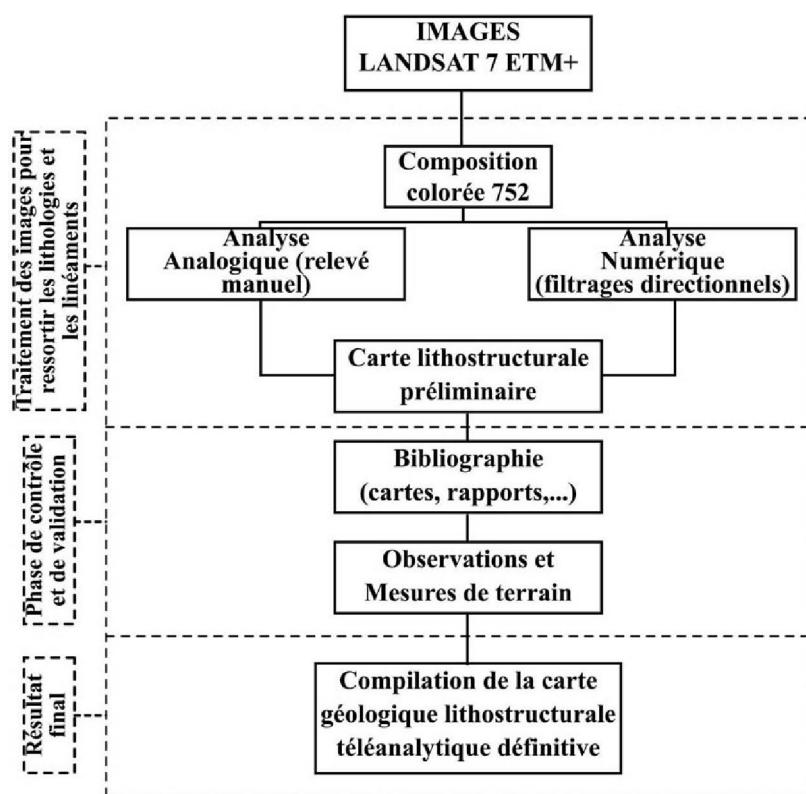 IMAGES
LANDSAT 7 ETM+
Traitement des images pour
ressortir les lithologies et
les linéaments
Composition
colorée 752
Analyse
Analogique (relevé
manuel)
Analyse
Numérique
(filtrages directionnels)
Carte lithostructurale
préliminaire
Phase de contrôle
et de validation
Bibliographie
(cartes, rapports,...)
Observations et
Mesures de terrain
Résultat
final
Compilation de la carte
géologique lithostructurale
téléanalytique définitive